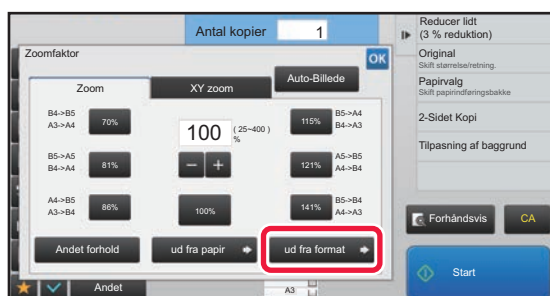 Antal kopier 1
Zoomfaktor
OK
Zoom
XY zoom
Auto-Billede
B4->B5
A3->A4
70%
100
(25~400)
%
115%
B5->A4
B4->A3
B5->A5
B4->A4
81%
121%
A5->B5
A4->B4
A4->B5
A3->B4
86%
100%
141%
B5->B4
A4->A3
Andet forhold
ud fra papir
ud fra format
Andet
A3
Reducer lidt
(3 % reduktion)
Original
Skift størrelse/retning.
Papirvalg
Skift papirindføringsbakke
2-Sidet Kopi
Tilpasning af baggrund
Forhåndsvis
CA
Start